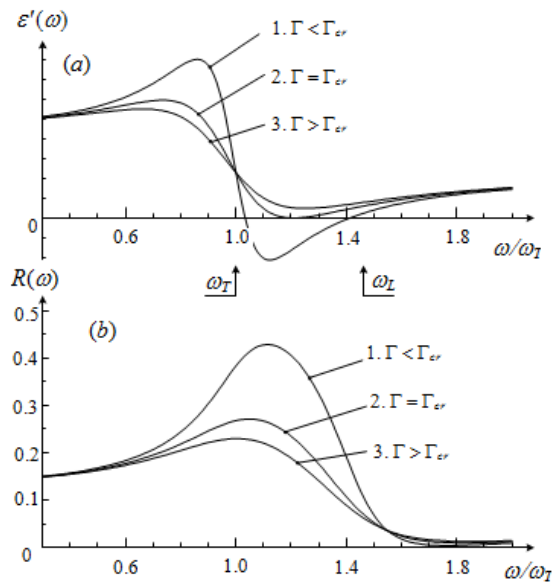 ε′(ω)
(a)
1. Γ < Γcr
2. Γ = Γcr
3. Γ > Γcr
0
0.6 1.0 1.4 1.8 ω/ωT
ωT ωL
R(ω)
(b)
0.5
0.4
1. Γ < Γcr
0.3
2. Γ = Γcr
0.2
3. Γ > Γcr
0.1
0
0.6 1.0 1.4 1.8 ω/ωT